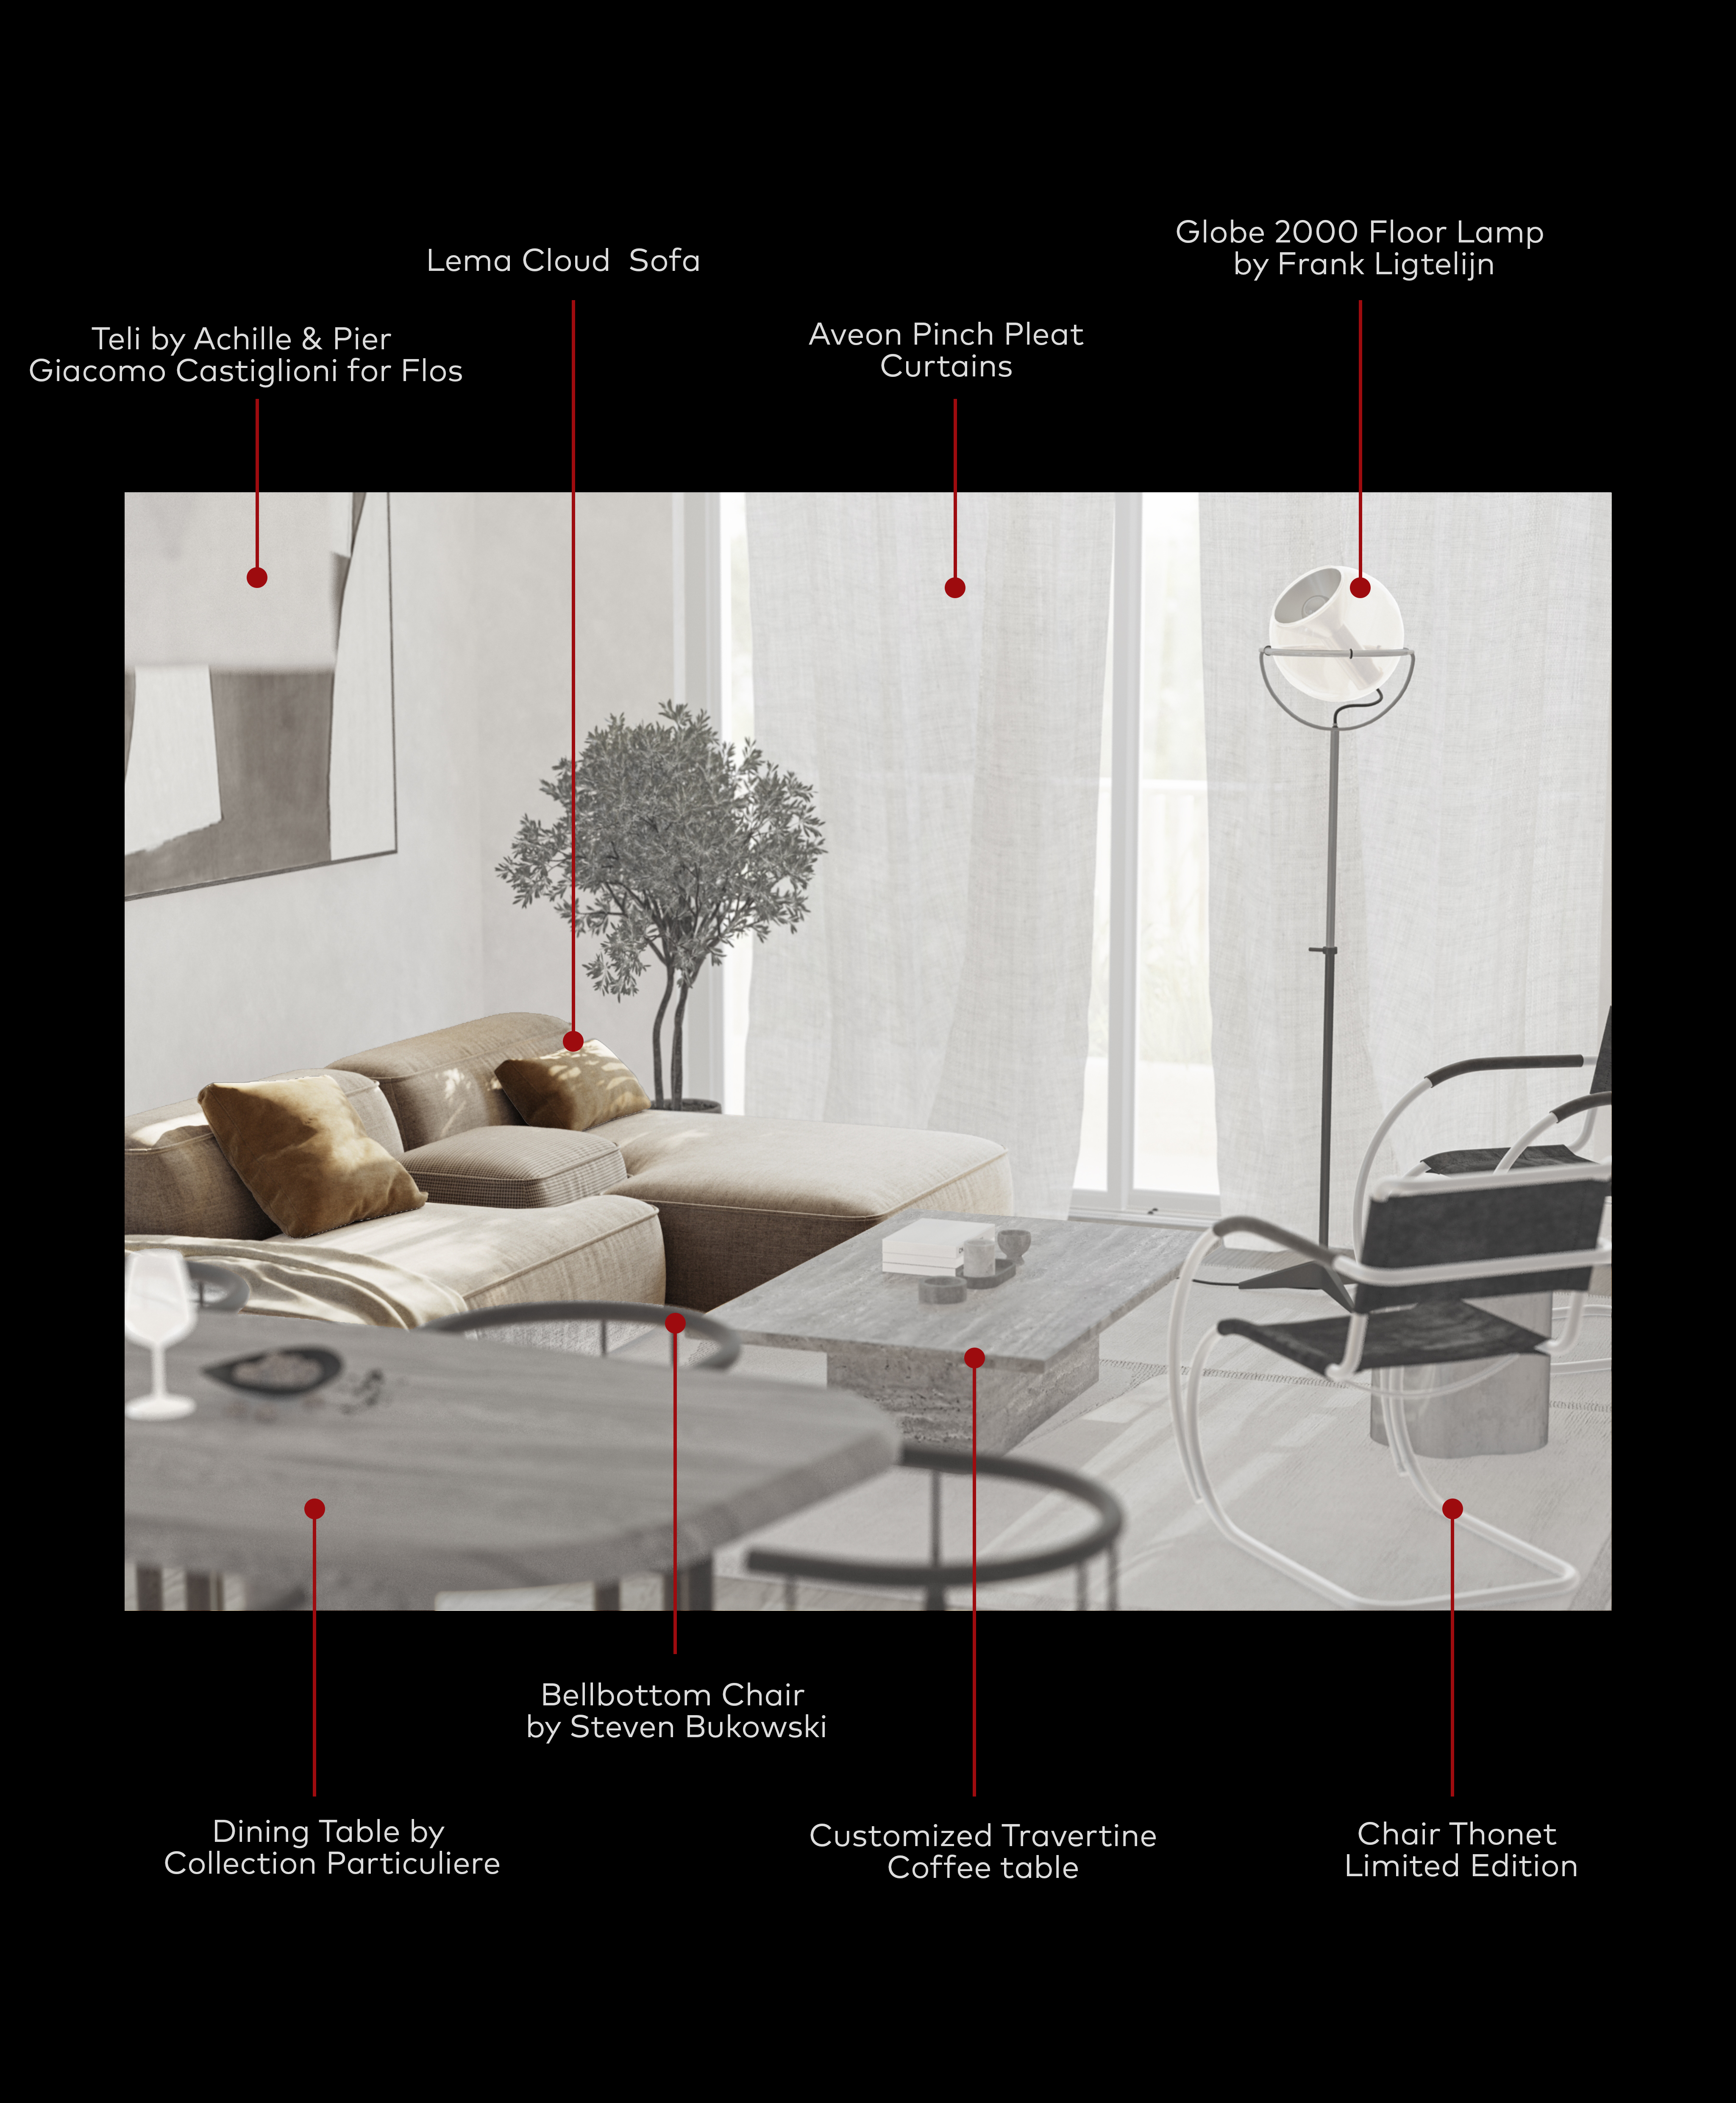 Globe 2000 Floor Lamp
by Frank Ligtelijn
Lema Cloud  Sofa
Teli by Achille & Pier
Giacomo Castiglioni for Flos
Aveon Pinch Pleat
Curtains
Bellbottom Chair
by Steven Bukowski
Dining Table by
Collection Particuliere
Customized Travertine
Coffee table
Chair Thonet
Limited Edition